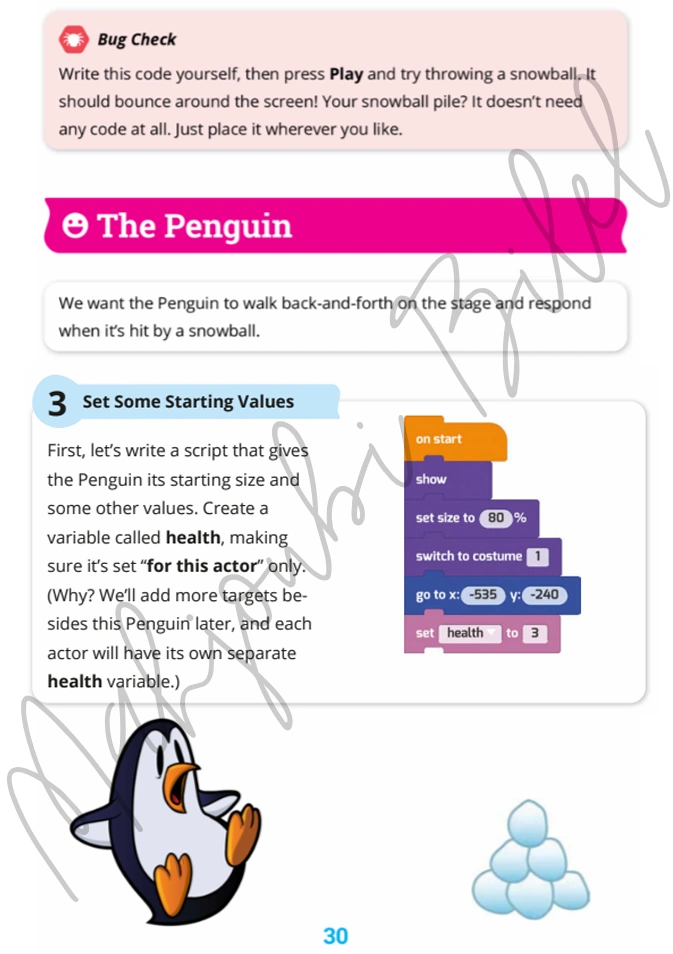 Bug Check
Write this code yourself, then press Play and try throwing a snowball. It
should bounce around the screen! Your snowball pile? It doesn’t need
any code at all. Just place it wherever you like.
The Penguin
We want the Penguin to walk back-and-forth on the stage and respond
when it’s hit by a snowball.
3 Set Some Starting Values
First, let’s write a script that gives
the Penguin its starting size and
some other values. Create a
variable called health, making
sure it’s set “for this actor” only.
(Why? We’ll add more targets be-
sides this Penguin later, and each
actor will have its own separate
health variable.)
on start
show
set size to 80 %
switch to costume 1
go to x: -535 y: -240
set health to 3
30